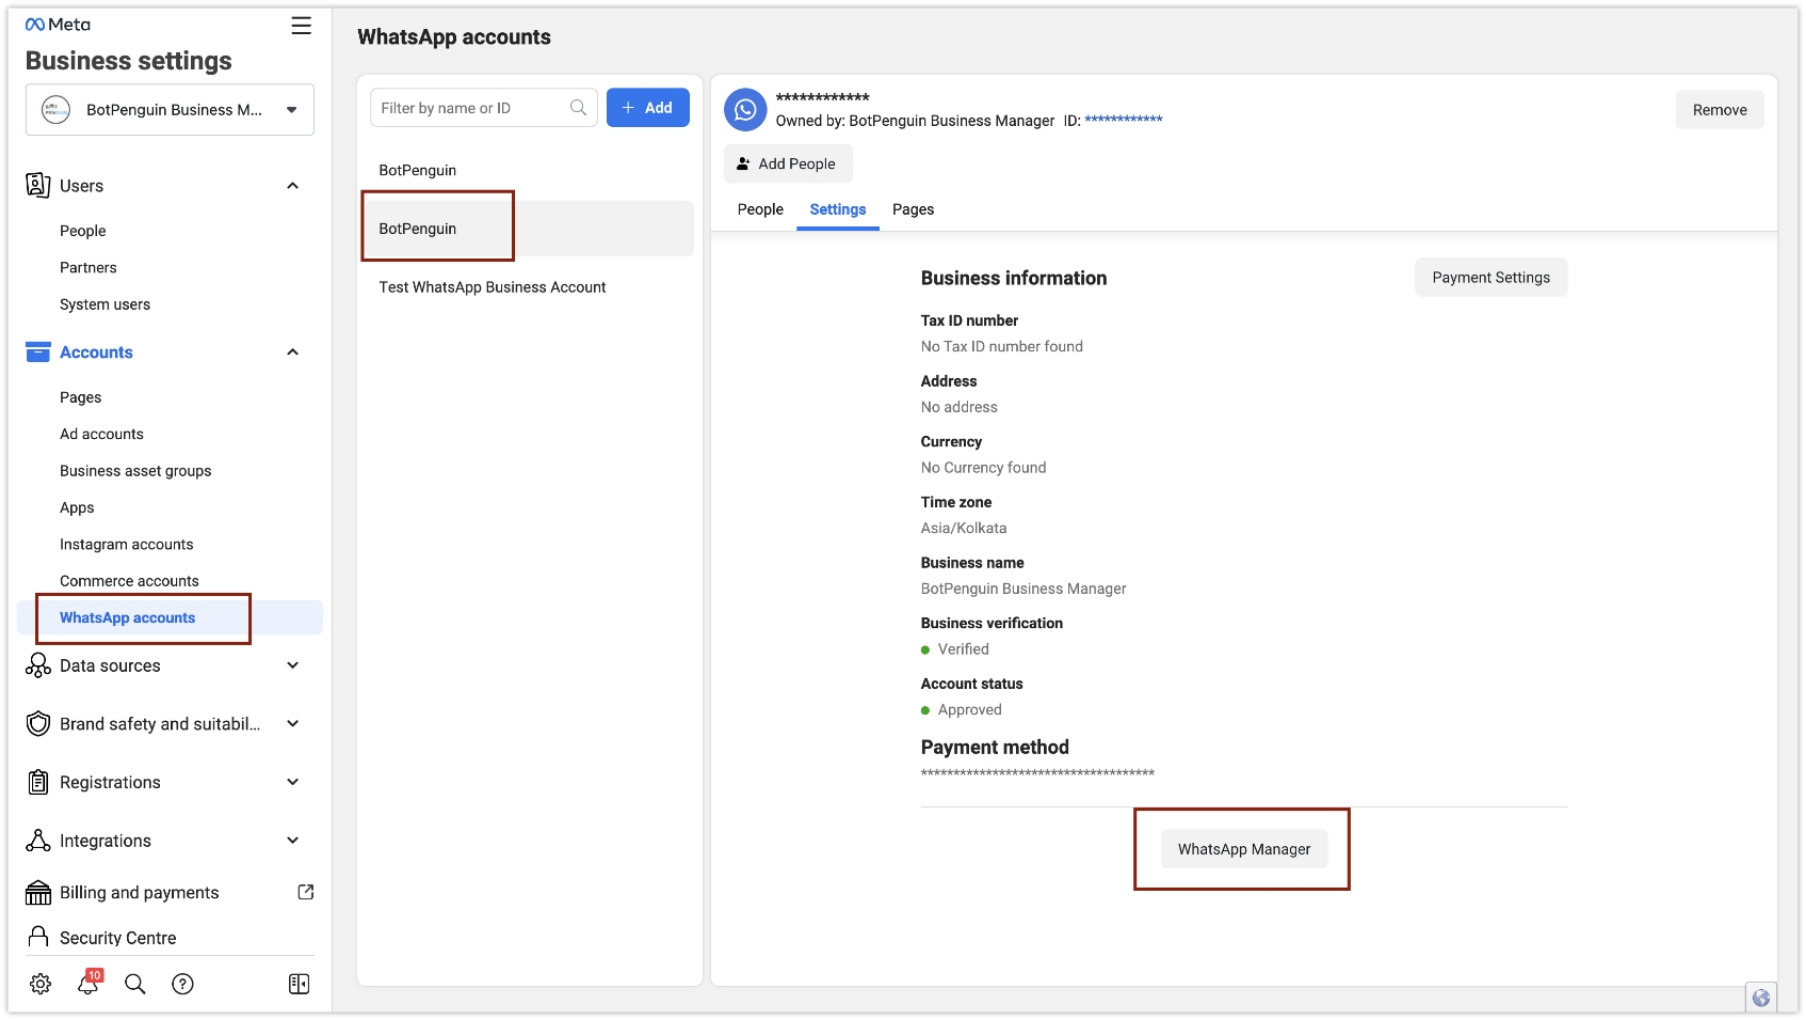 Meta
Business settings
BotPenguin Business M...
Users
People
Partners
System users
Accounts
Pages
Ad accounts
Business asset groups
Apps
Instagram accounts
Commerce accounts
WhatsApp accounts
Data sources
Brand safety and suitabil...
Registrations
Integrations
Billing and payments
Security Centre
10
WhatsApp accounts
Filter by name or ID
+ Add
BotPenguin
BotPenguin
Test WhatsApp Business Account
************
Owned by: BotPenguin Business Manager ID: ************
Remove
Add People
People Settings Pages
Business information
Payment Settings
Tax ID number
No Tax ID number found
Address
No address
Currency
No Currency found
Time zone
Asia/Kolkata
Business name
BotPenguin Business Manager
Business verification
Verified
Account status
Approved
Payment method
************************************
WhatsApp Manager